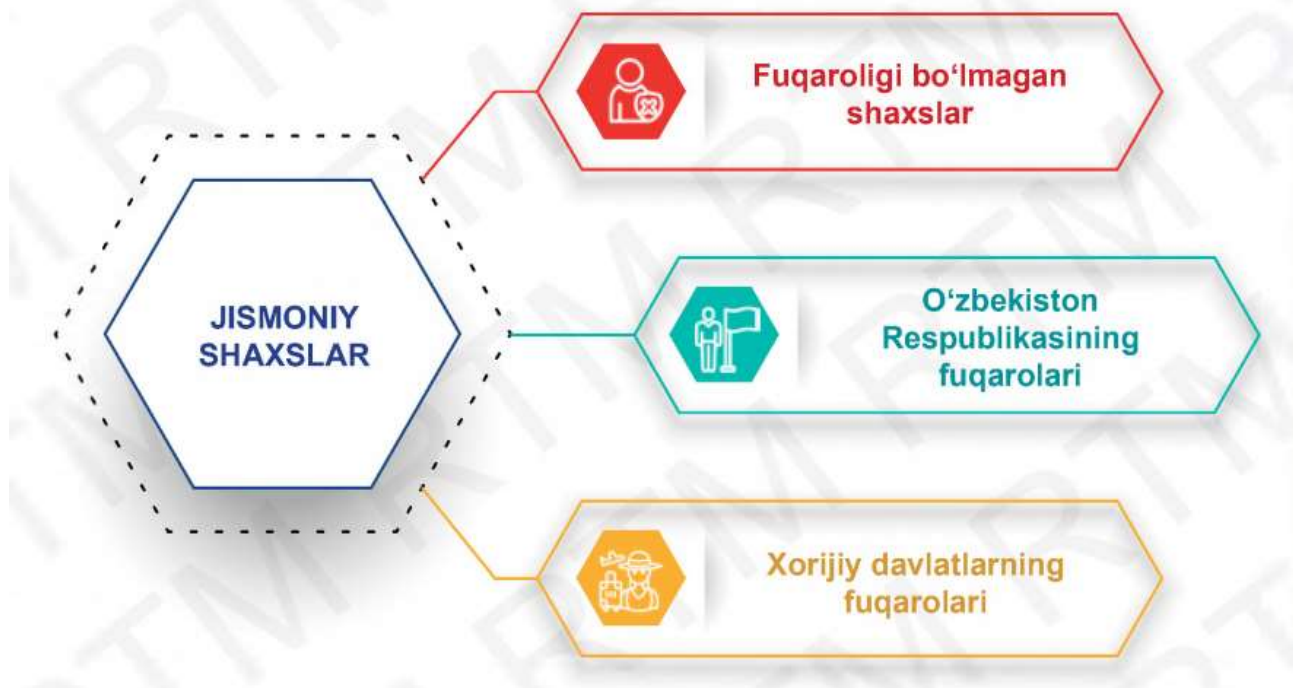 Fuqaroligi bo‘lmagan
shaxslar
JISMONIY
SHAXSLAR
O‘zbekiston
Respublikasining
fuqarolari
Xorijiy davlatlarning
fuqarolari